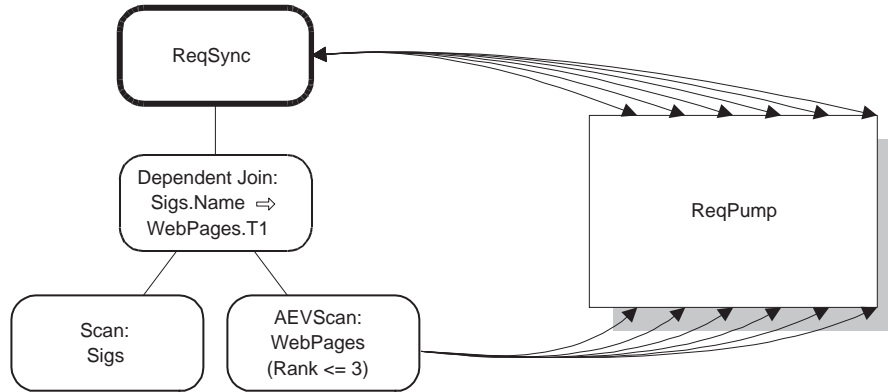 ReqSync
Dependent Join:
Sigs.Name ⇨
WebPages.T1
ReqPump
Scan:
Sigs
AEVScan:
WebPages
(Rank <= 3)